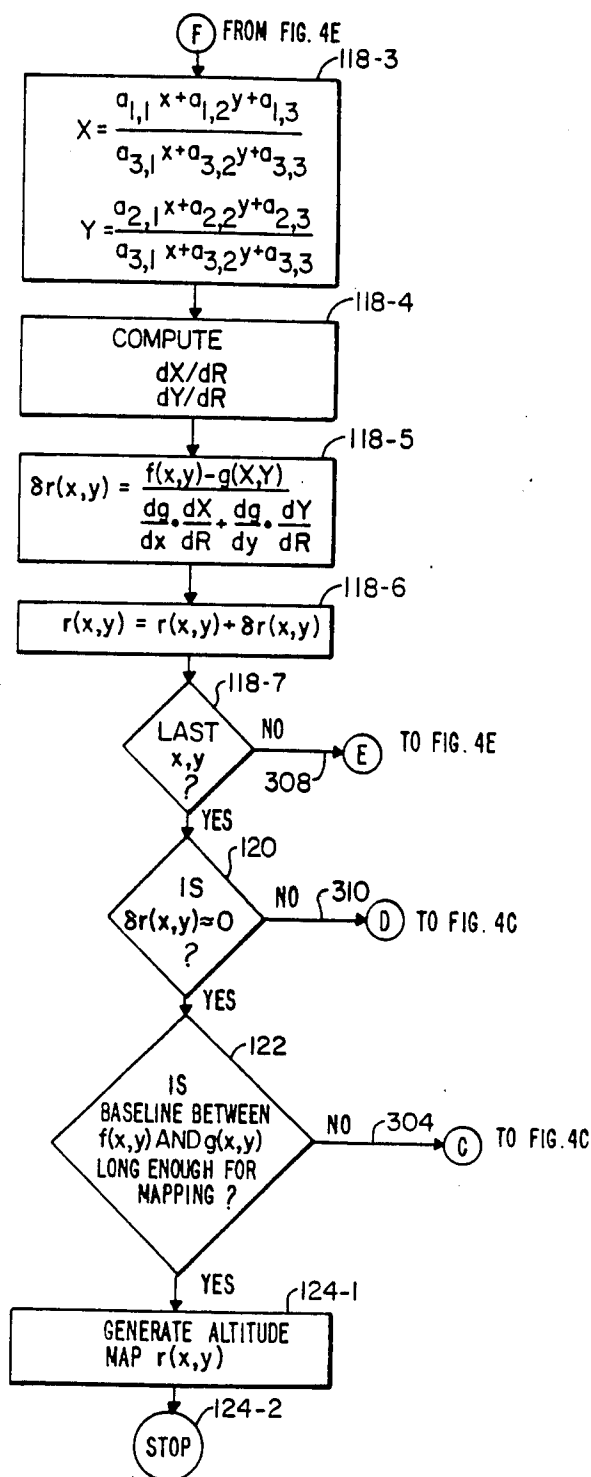 F FROM FIG. 4E
118-3
X = a1,1 x+a1,2 y+a1,3 / a3,1 x+a3,2 y+a3,3
Y = a2,1 x+a2,2 y+a2,3 / a3,1 x+a3,2 y+a3,3
118-4
COMPUTE
dX/dR
dY/dR
118-5
δr(x,y) = f(x,y)-g(X,Y) / dg/dx • dX/dR + dg/dy • dY/dR
118-6
r(x,y) = r(x,y)+ δr(x,y)
118-7
LAST
x,y
?
NO
308
E
TO FIG. 4E
YES
120
IS
δr(x,y)≈0
?
NO
310
D TO FIG. 4C
YES
122
IS
BASELINE BETWEEN
f(x,y) AND g(x,y)
LONG ENOUGH FOR
MAPPING ?
NO
304
C TO FIG.4C
YES
124-1
GENERATE ALTITUDE
MAP r(x,y)
124-2
STOP